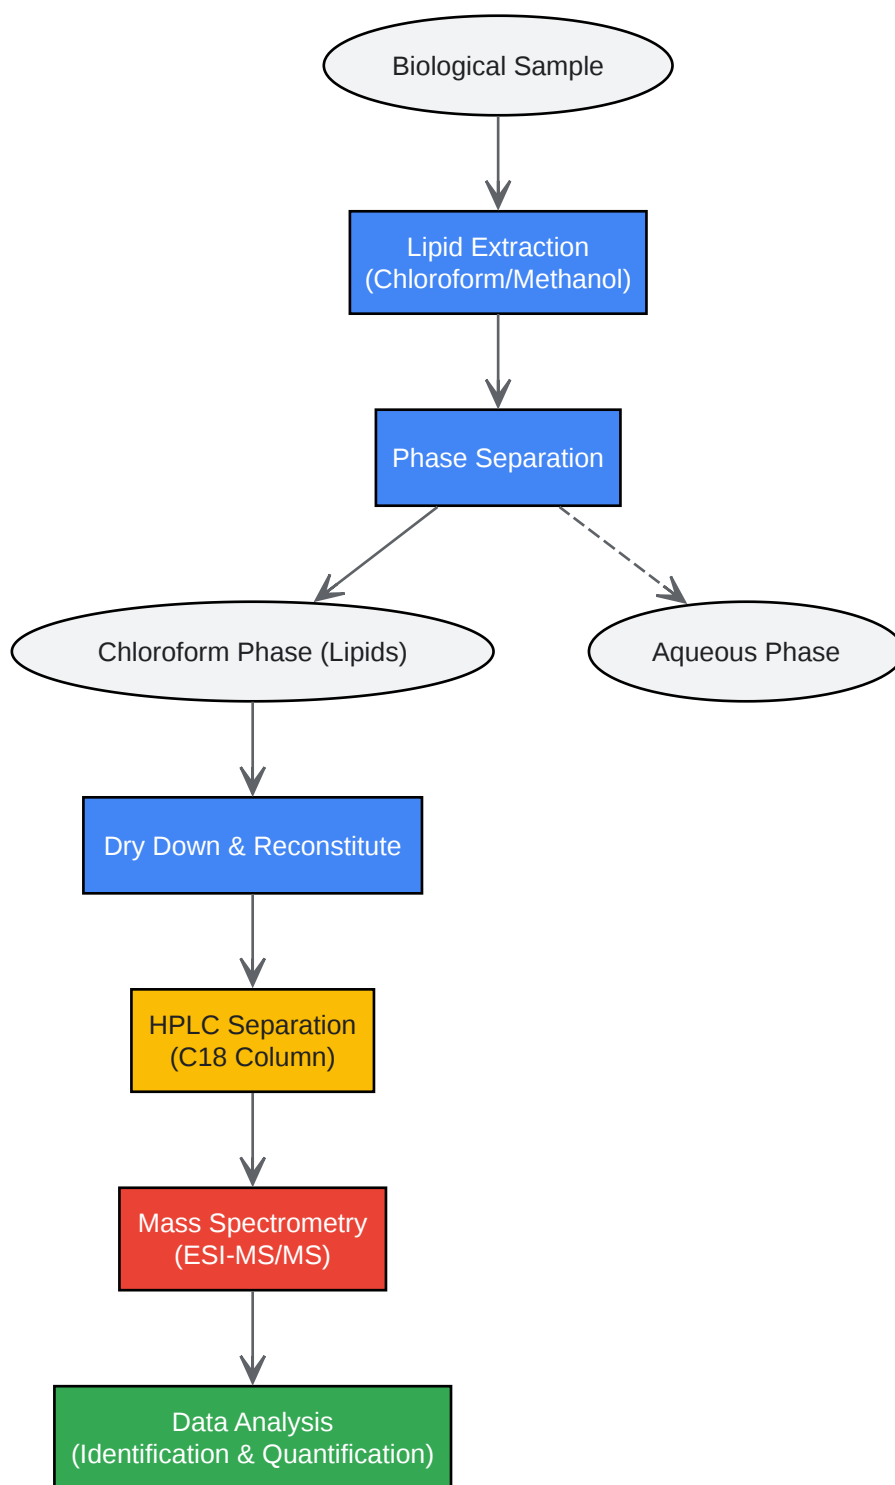 Biological Sample
Lipid Extraction
(Chloroform/Methanol)
Phase Separation
Chloroform Phase (Lipids)
Aqueous Phase
Dry Down & Reconstitute
HPLC Separation
(C18 Column)
Mass Spectrometry
(ESI-MS/MS)
Data Analysis
(Identification & Quantification)